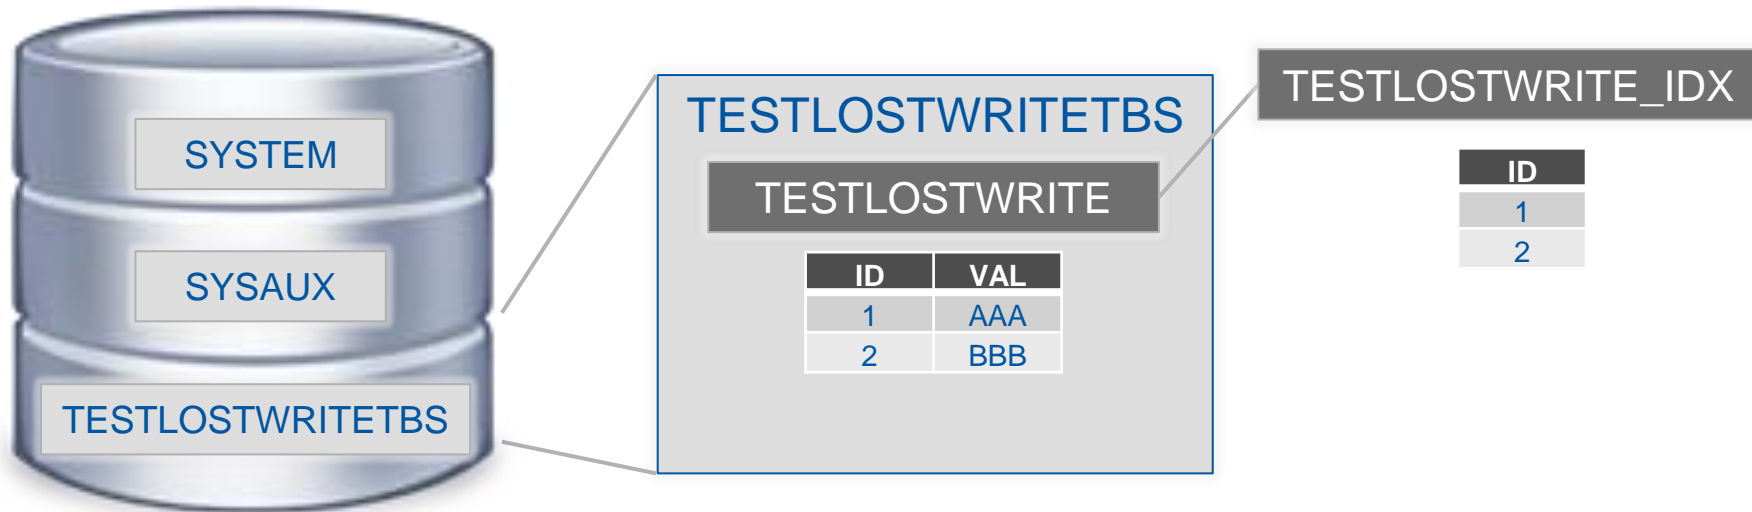 SYSTEM
SYSAUX
TESTLOSTWRITETBS
TESTLOSTWRITETBS
TESTLOSTWRITE
ID VAL
1 AAA
2 BBB
TESTLOSTWRITE_IDX
ID
1
2